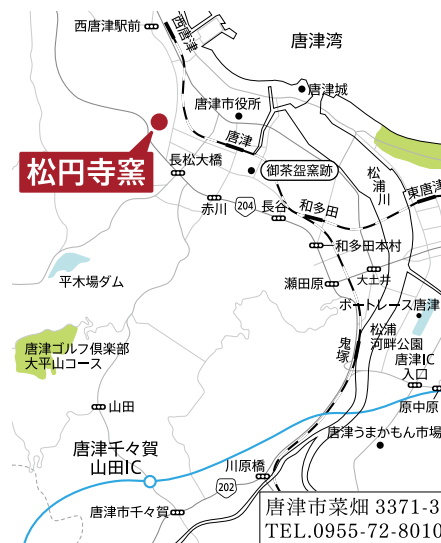 西唐津駅前
西唐津
唐津湾
唐津城
唐津市役所
唐津
松円寺窯
長松大橋
御茶盌窯跡
松浦川
東唐津
赤川
204
長谷
和多田
和多田本村
大土井
瀬田原
平木場ダム
ボートレース唐津
鬼塚
松浦
河畔公園
唐津ゴルフ倶楽部
大平山コース
唐津IC
入口
原中原
山田
唐津うまかもん市場
唐津千々賀
山田IC
川原橋
202
唐津市千々賀
唐津市菜畑 3371-3
TEL.0955-72-8010